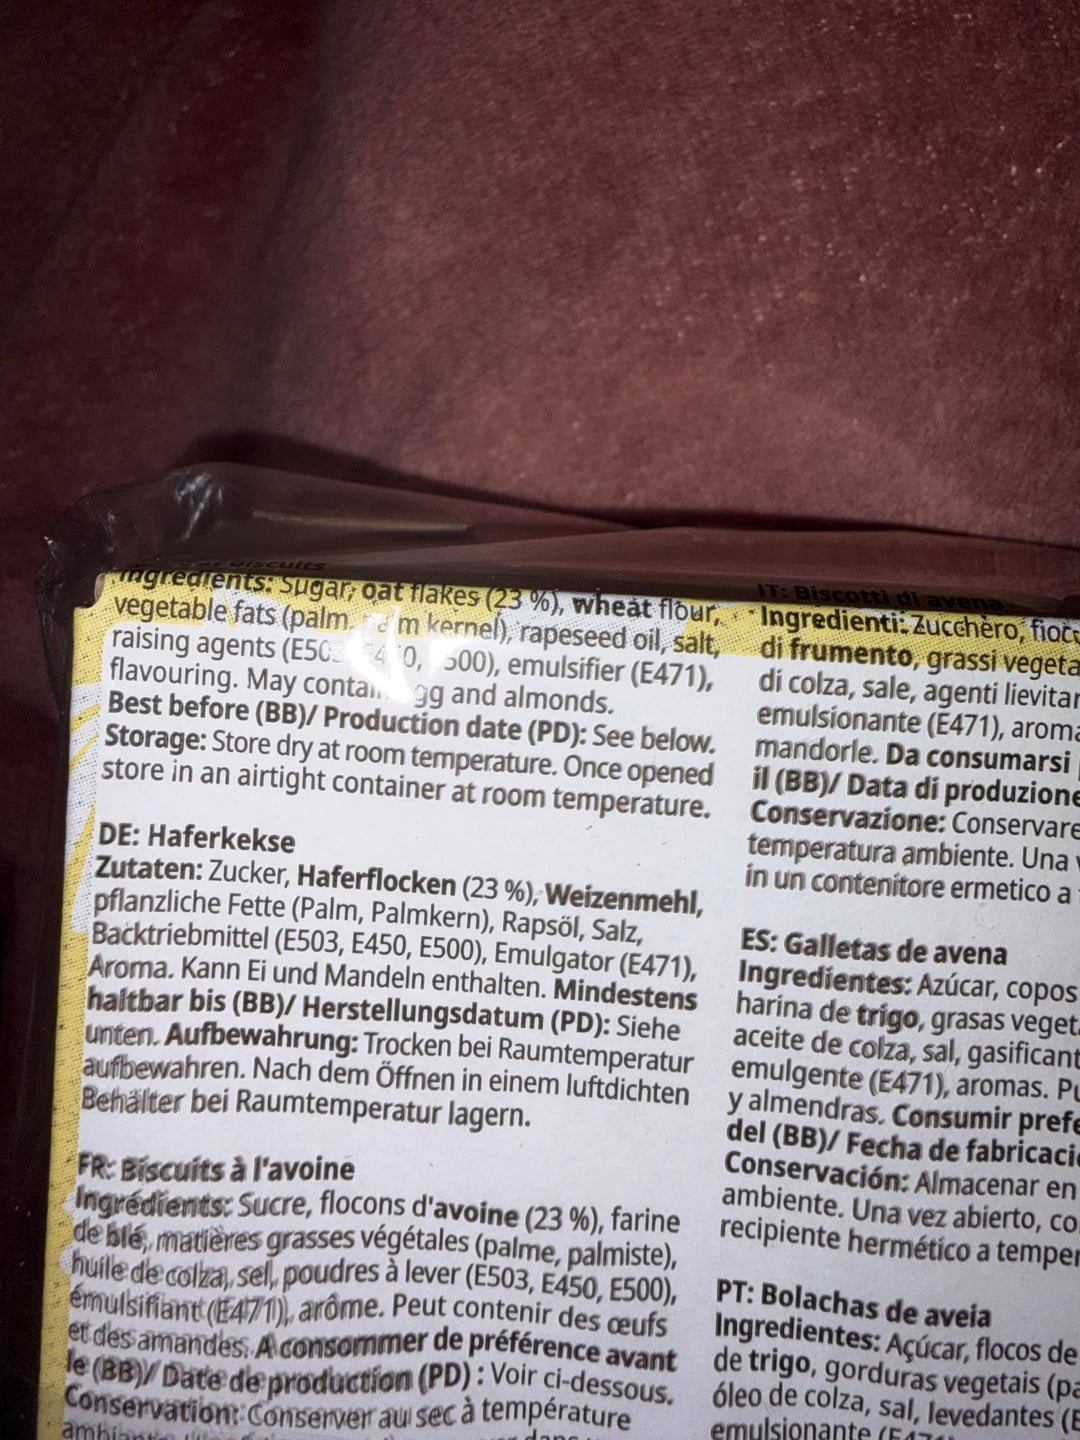 Ingredients: Sugar, oat flakes (23 %), wheat flour,
vegetable fats (palm, palm kernel), rapeseed oil, salt,
raising agents (E503, E450, E500), emulsifier (E471),
flavouring. May contain egg and almonds.
Best before (BB)/ Production date (PD): See below.
Storage: Store dry at room temperature. Once opened
store in an airtight container at room temperature.
DE: Haferkekse
Zutaten: Zucker, Haferflocken (23 %), Weizenmehl,
pflanzliche Fette (Palm, Palmkern), Rapsöl, Salz,
Backtriebmittel (E503, E450, E500), Emulgator (E471),
Aroma. Kann Ei und Mandeln enthalten. Mindestens
haltbar bis (BB)/ Herstellungsdatum (PD): Siehe
unten. Aufbewahrung: Trocken bei Raumtemperatur
aufbewahren. Nach dem Öffnen in einem luftdichten
Behälter bei Raumtemperatur lagern.
FR: Biscuits à l'avoine
Ingrédients: Sucre, flocons d'avoine (23 %), farine
de blé, matières grasses végétales (palme, palmiste),
huile de colza, sel, poudres à lever (E503, E450, E500),
émulsifiant (E471), arôme. Peut contenir des œufs
et des amandes. A consommer de préférence avant
le (BB)/ Date de production (PD) : Voir ci-dessous.
Conservation: Conserver au sec à température
IT: Biscotti di avena
Ingredienti: Zucchero,
di frumento, grassi
di colza, sale, agenti
emulsionante (E471),
mandorle. Da consumarsi
il (BB)/ Data di produzione
Conservazione: Conservare
temperatura ambiente. Una
in un contenitore ermetico a
ES: Galletas de avena
Ingredientes: Azúcar, copos
harina de trigo, grasas
aceite de colza, sal,
emulgente (E471), aromas.
y almendras. Consumir
del (BB)/ Fecha de
Conservación: Almacenar en
ambiente. Una vez abierto,
recipiente hermético a
PT: Bolachas de aveia
Ingredientes: Açúcar, flocos de
de trigo, gorduras vegetais
óleo de colza, sal, levedantes
emulsionante